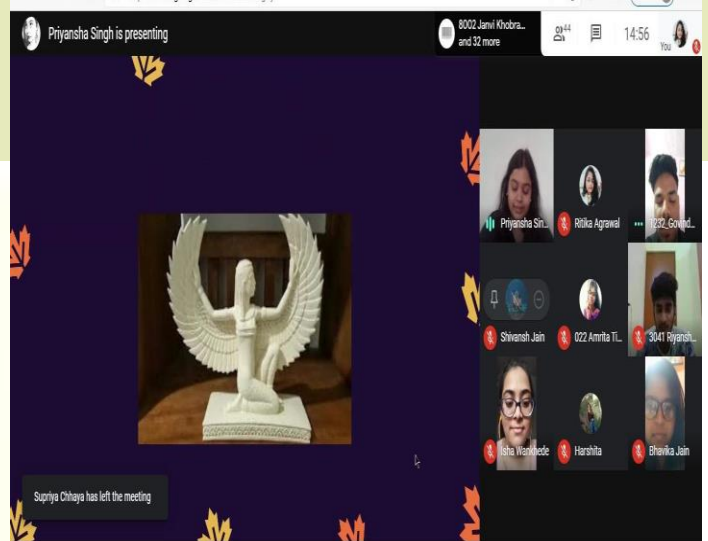 Priyansha Singh is presenting
8002 Janvi Khobra...
and 32 more
44
14:56
You
Priyansha Sin...
Ritika Agrawal
1232_Govind...
Shivansh Jain
022 Amrita Ti...
3041 Riyansh...
Isha Wankhede
Harshita
Bhavika Jain
Supriya Chhaya has left the meeting